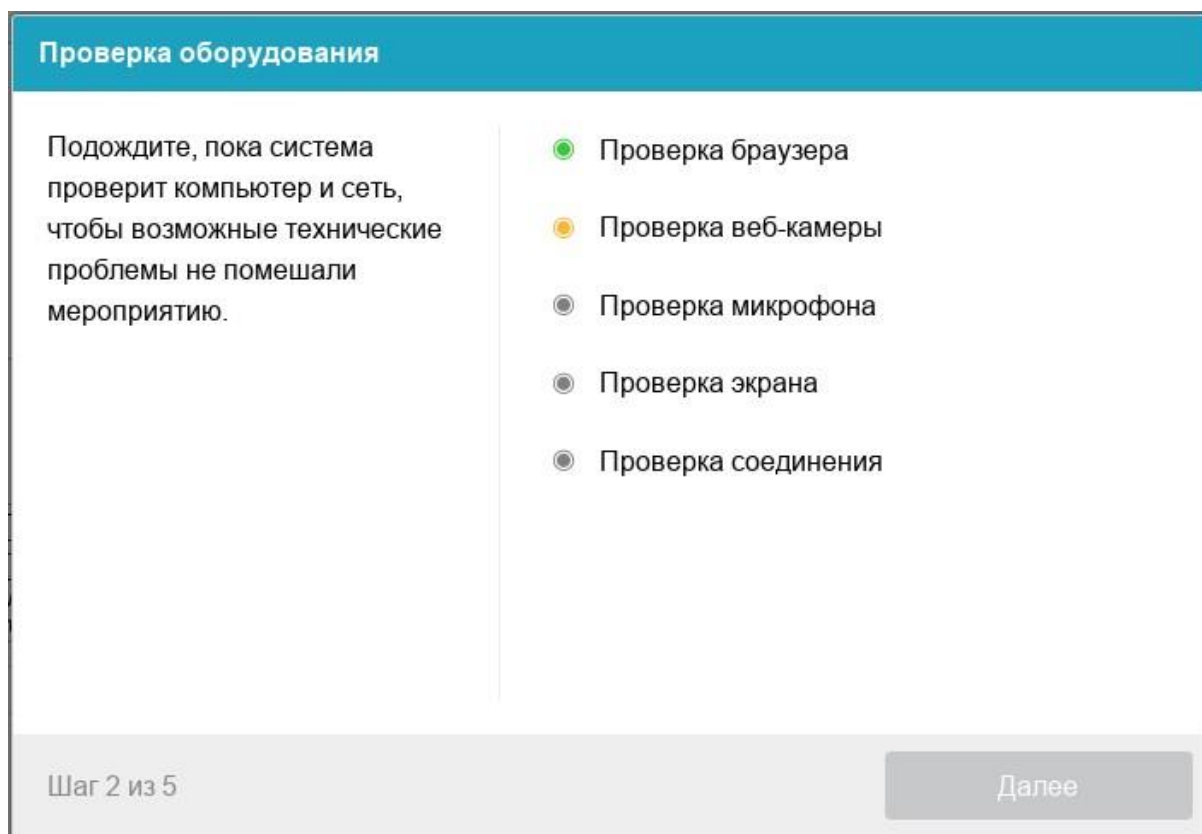 Проверка оборудования
Подождите, пока система
проверит компьютер и сеть,
чтобы возможные технические
проблемы не помешали
мероприятию.
Проверка браузера
Проверка веб-камеры
Проверка микрофона
Проверка экрана
Проверка соединения
Шаг 2 из 5
Далее